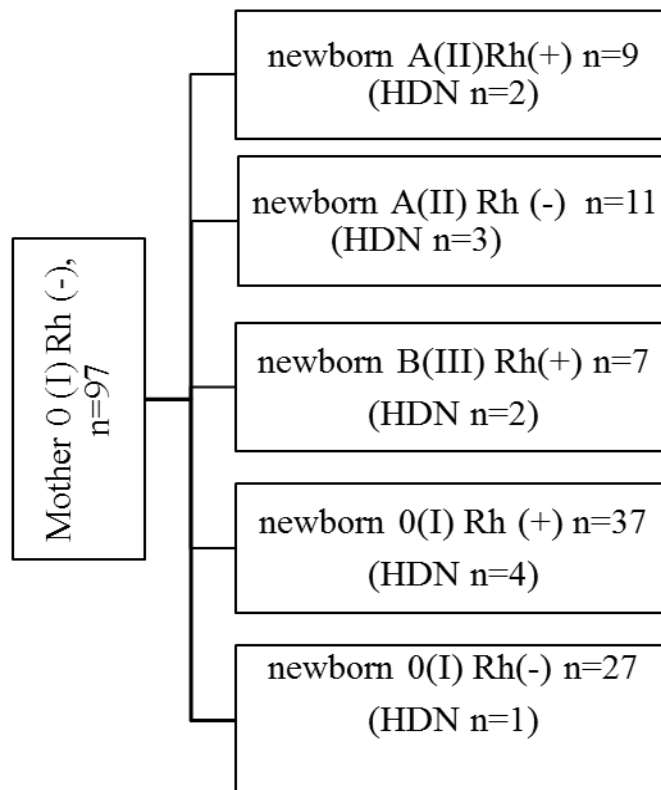 Mother 0 (I) Rh (-),
n=97
newborn A(II)Rh(+) n=9
(HDN n=2)
newborn A(II) Rh (-) n=11
(HDN n=3)
newborn B(III) Rh(+) n=7
(HDN n=2)
newborn 0(I) Rh (+) n=37
(HDN n=4)
newborn 0(I) Rh(-) n=27
(HDN n=1)